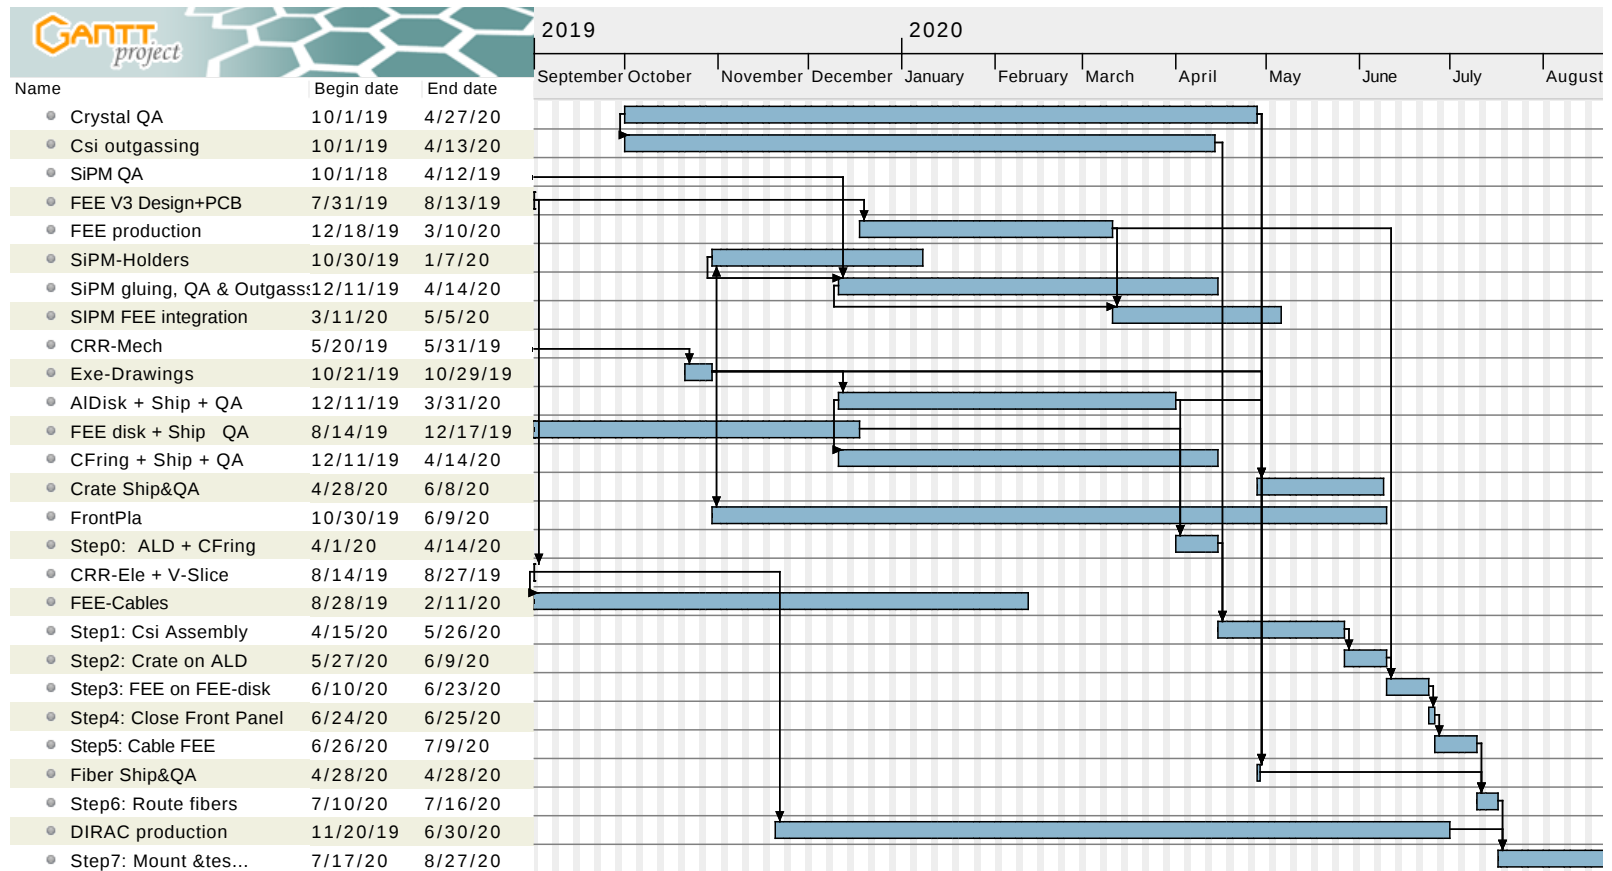 GANTT project
2019 2020
September October November December January February March April May June July August
Name Begin date End date
Crystal QA 10/1/19 4/27/20
Csi outgassing 10/1/19 4/13/20
SiPM QA 10/1/18 4/12/19
FEE V3 Design+PCB 7/31/19 8/13/19
FEE production 12/18/19 3/10/20
SiPM-Holders 10/30/19 1/7/20
SiPM gluing, QA & Outgass 12/11/19 4/14/20
SIPM FEE integration 3/11/20 5/5/20
CRR-Mech 5/20/19 5/31/19
Exe-Drawings 10/21/19 10/29/19
AlDisk + Ship + QA 12/11/19 3/31/20
FEE disk + Ship QA 8/14/19 12/17/19
CFring + Ship + QA 12/11/19 4/14/20
Crate Ship&QA 4/28/20 6/8/20
FrontPla 10/30/19 6/9/20
Step0: ALD + CFring 4/1/20 4/14/20
CRR-Ele + V-Slice 8/14/19 8/27/19
FEE-Cables 8/28/19 2/11/20
Step1: Csi Assembly 4/15/20 5/26/20
Step2: Crate on ALD 5/27/20 6/9/20
Step3: FEE on FEE-disk 6/10/20 6/23/20
Step4: Close Front Panel 6/24/20 6/25/20
Step5: Cable FEE 6/26/20 7/9/20
Fiber Ship&QA 4/28/20 4/28/20
Step6: Route fibers 7/10/20 7/16/20
DIRAC production 11/20/19 6/30/20
Step7: Mount &tes... 7/17/20 8/27/20